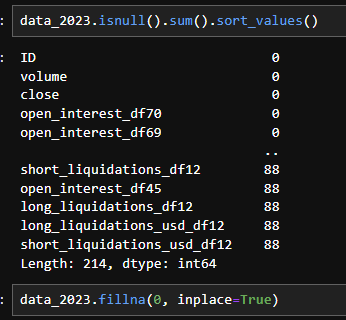 : data_2023.isnull().sum().sort_values()
: ID 0
volume 0
close 0
open_interest_df70 0
open_interest_df69 0
..
short_liquidations_df12 88
open_interest_df45 88
long_liquidations_df12 88
long_liquidations_usd_df12 88
short_liquidations_usd_df12 88
Length: 214, dtype: int64
: data_2023.fillna(0, inplace=True)